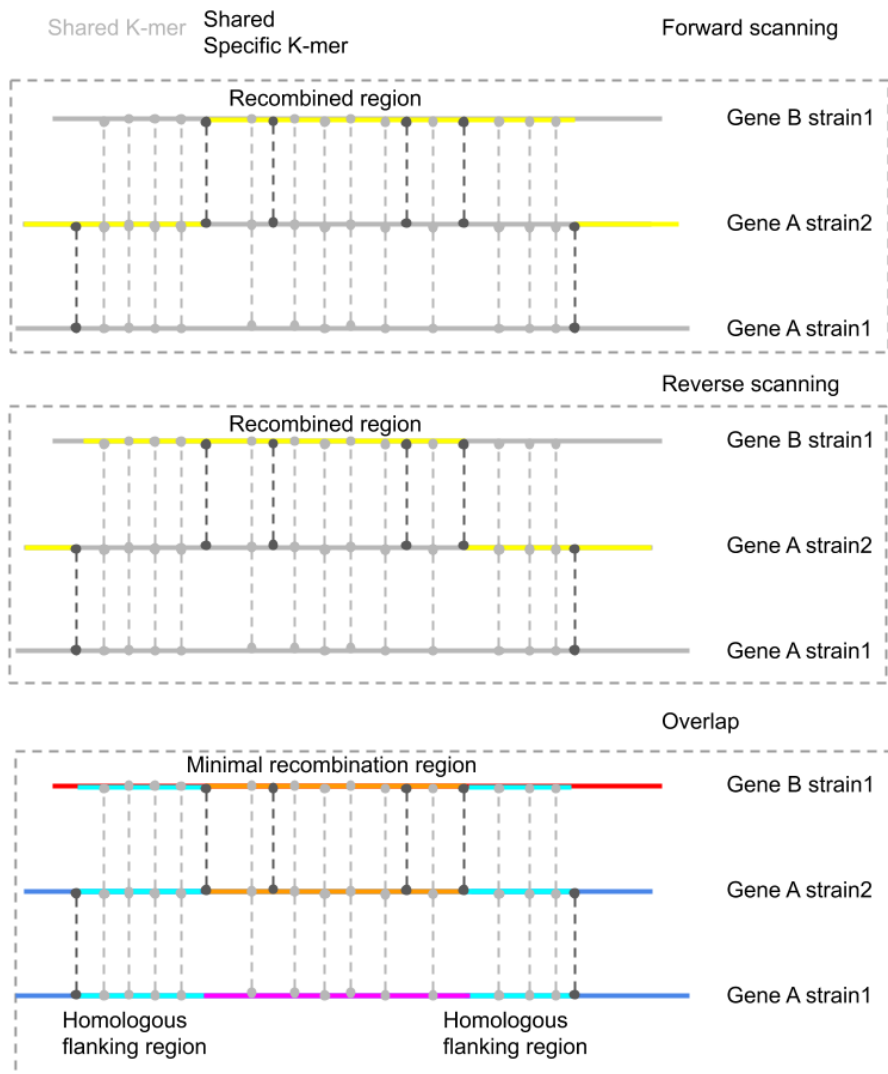 Shared K-mer
Shared
Specific K-mer
Forward scanning
Recombined region
Gene B strain1
Gene A strain2
Gene A strain1
Reverse scanning
Recombined region
Gene B strain1
Gene A strain2
Gene A strain1
Overlap
Minimal recombination region
Gene B strain1
Gene A strain2
Gene A strain1
Homologous
flanking region
Homologous
flanking region